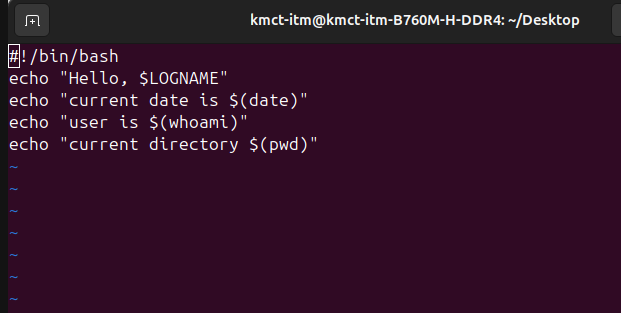 kmct-itm@kmct-itm-B760M-H-DDR4: ~/Desktop
#!/bin/bash
echo "Hello, $LOGNAME"
echo "current date is $(date)"
echo "user is $(whoami)"
echo "current directory $(pwd)"
~
~
~
~
~
~
~